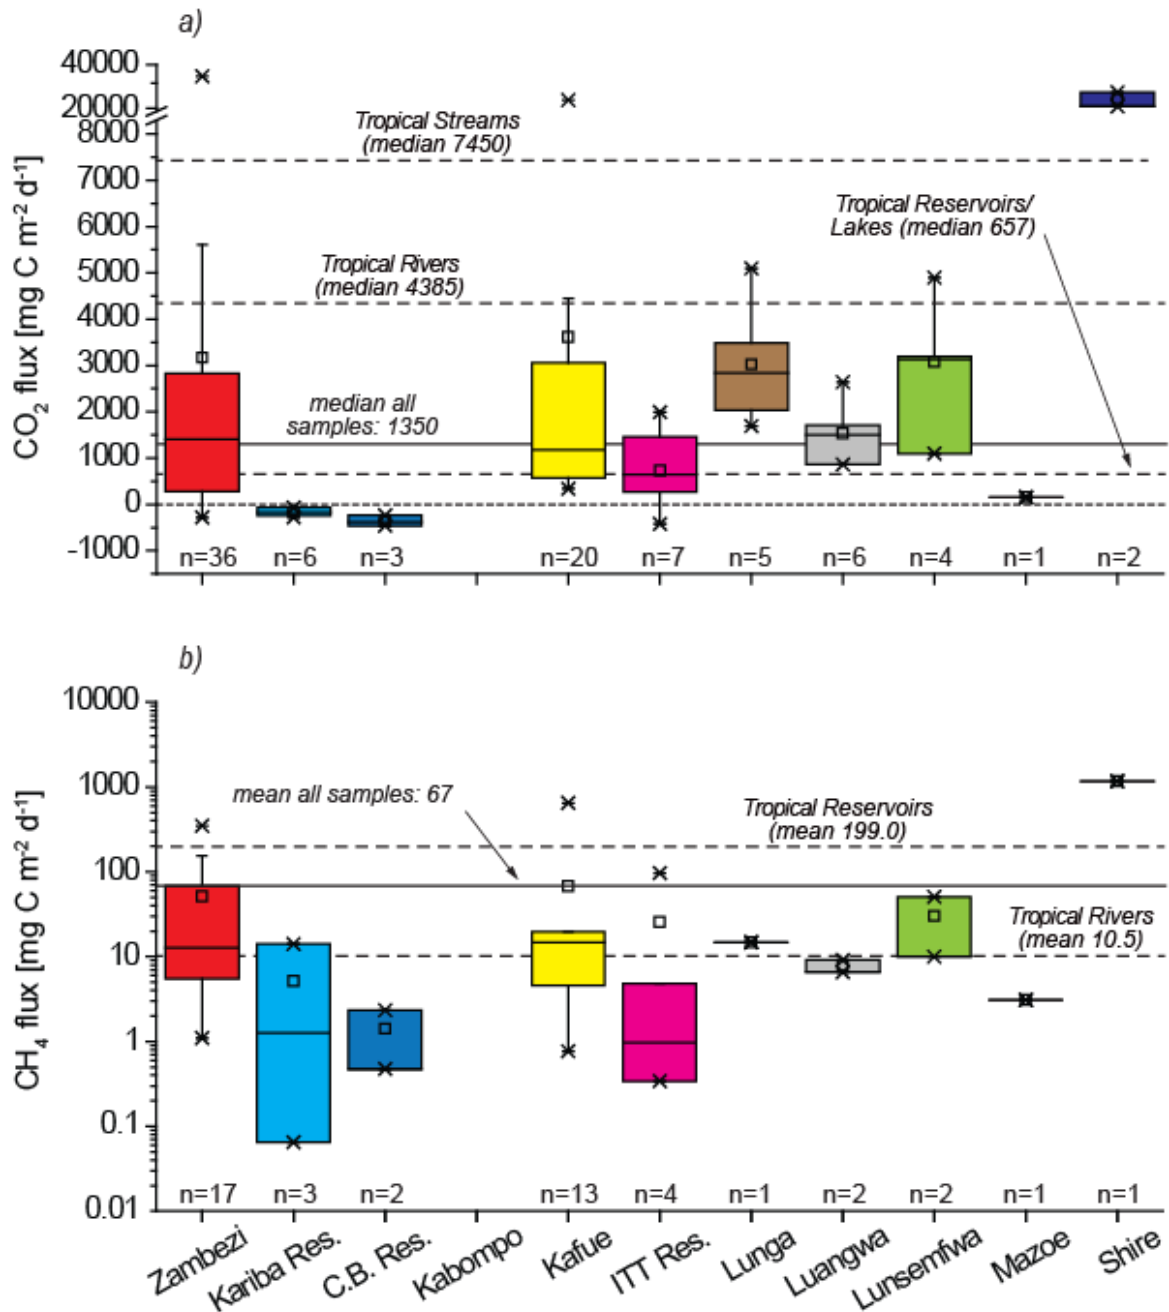 a)
40000
20000
8000
7000
6000
5000
4000
3000
2000
1000
0
-1000
CO₂ flux [mg C m⁻² d⁻¹]
Tropical Streams
(median 7450)
Tropical Reservoirs/
Lakes (median 657)
Tropical Rivers
(median 4385)
median all
samples: 1350
n=36
n=6
n=3
n=20
n=7
n=5
n=6
n=4
n=1
n=2
b)
10000
1000
100
10
1
0.1
0.01
CH₄ flux [mg C m⁻² d⁻¹]
mean all samples: 67
Tropical Reservoirs
(mean 199.0)
Tropical Rivers
(mean 10.5)
n=17
n=3
n=2
n=13
n=4
n=1
n=2
n=2
n=1
n=1
Zambezi
Kariba Res.
C.B. Res.
Kabompo
Kafue
ITT Res.
Lunga
Luangwa
Lunsemfwa
Mazoe
Shire